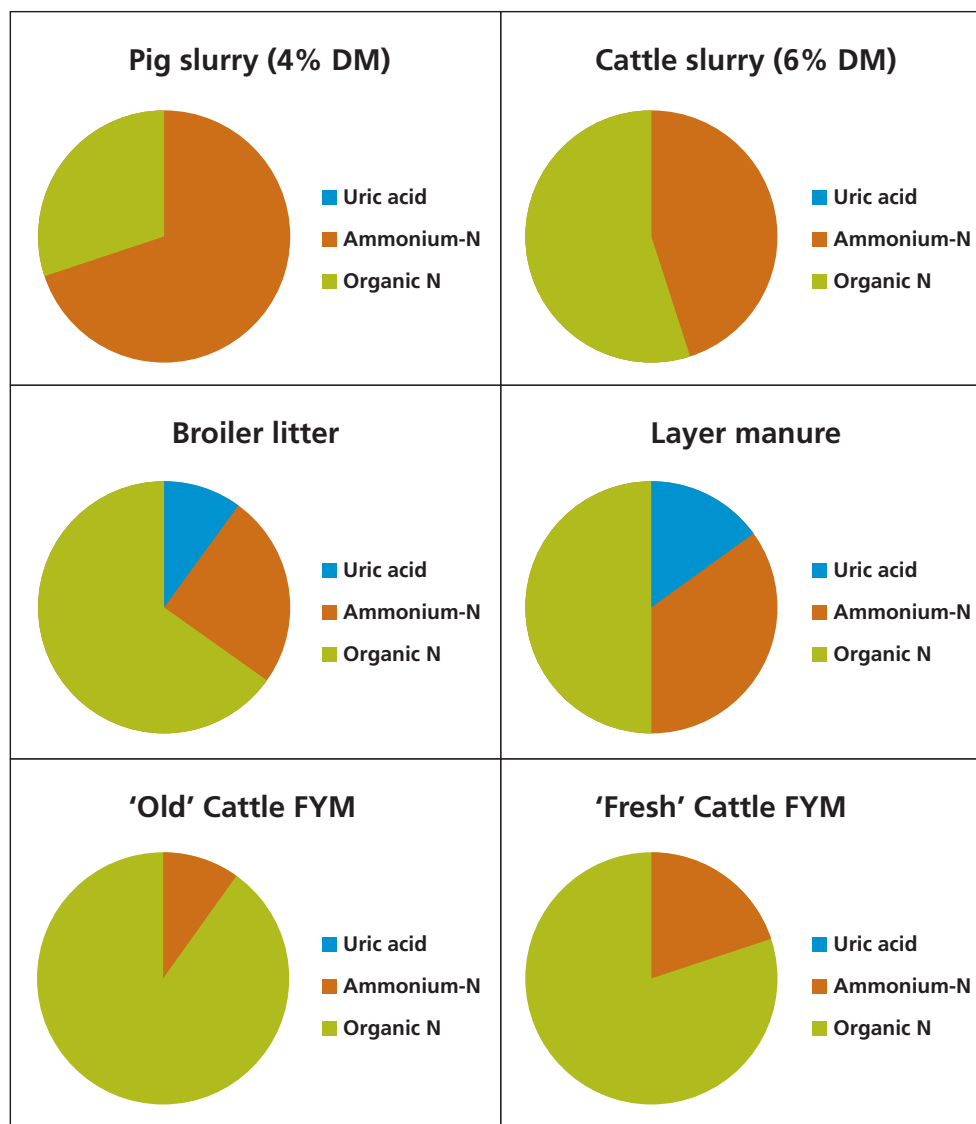 Pig slurry (4% DM)
Uric acid
Ammonium-N
Organic N
Cattle slurry (6% DM)
Uric acid
Ammonium-N
Organic N
Broiler litter
Uric acid
Ammonium-N
Organic N
Layer manure
Uric acid
Ammonium-N
Organic N
‘Old’ Cattle FYM
Uric acid
Ammonium-N
Organic N
‘Fresh’ Cattle FYM
Uric acid
Ammonium-N
Organic N